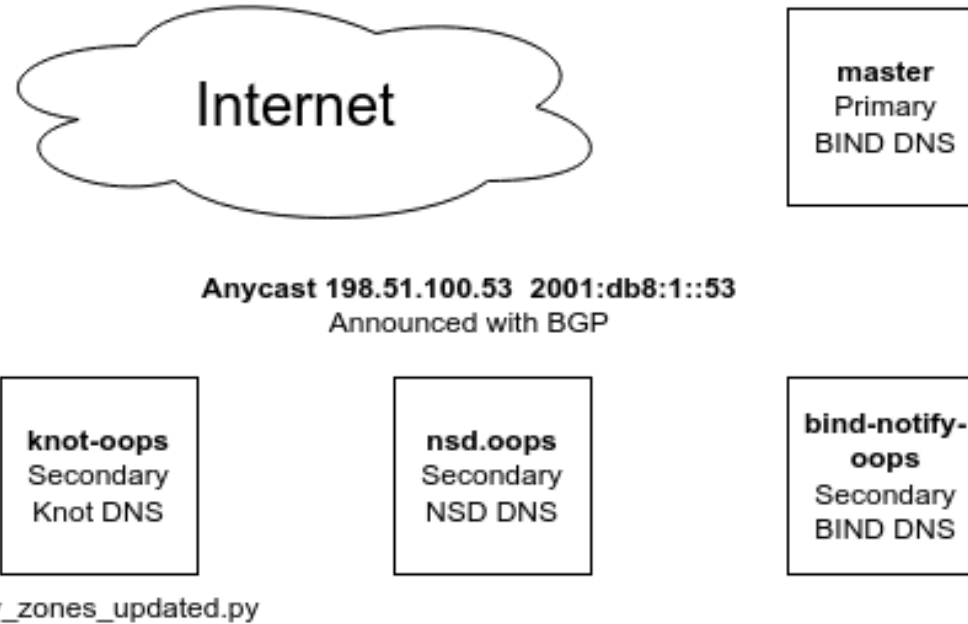 Internet
master
Primary
BIND DNS
Anycast 198.51.100.53 2001:db8:1::53
Announced with BGP
knot-oops
Secondary
Knot DNS
nsd.oops
Secondary
NSD DNS
bind-notify-
oops
Secondary
BIND DNS
_zones_updated.py